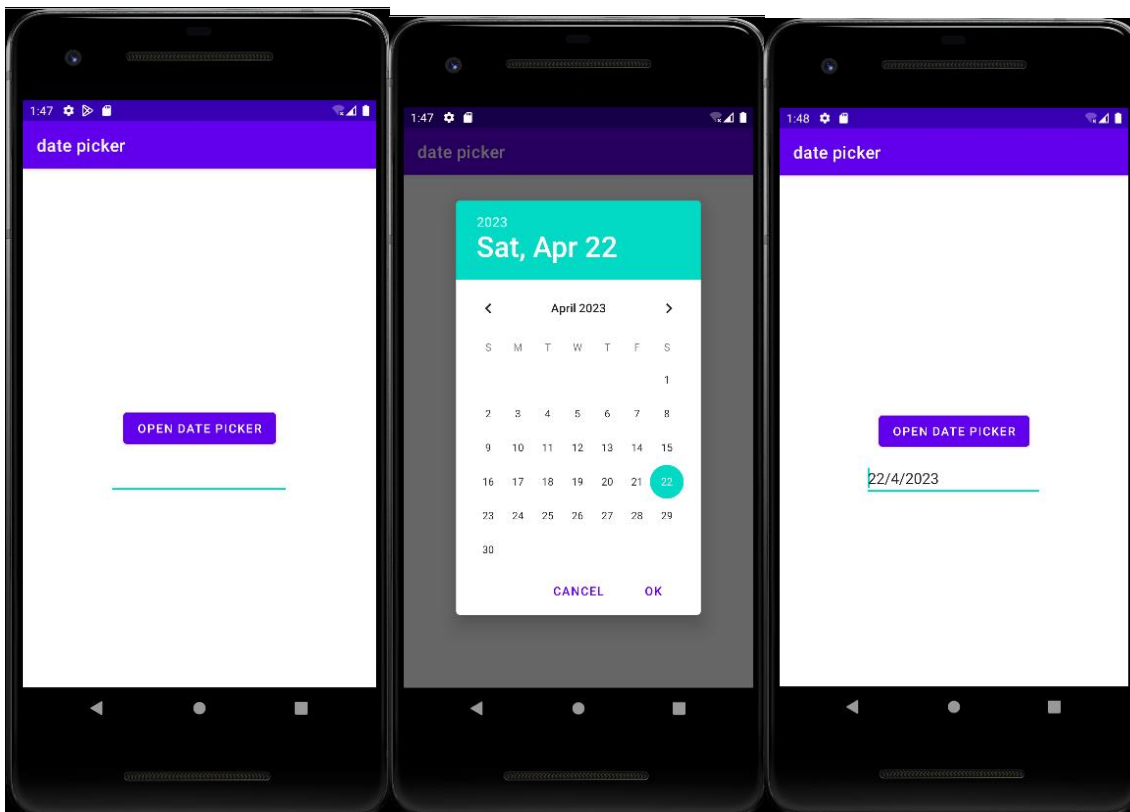 1:47
date picker
OPEN DATE PICKER
1:47
date picker
2023
Sat, Apr 22
April 2023
S M T W T F S
1
2 3 4 5 6 7 8
9 10 11 12 13 14 15
16 17 18 19 20 21 22
23 24 25 26 27 28 29
30
CANCEL OK
1:48
date picker
OPEN DATE PICKER
22/4/2023